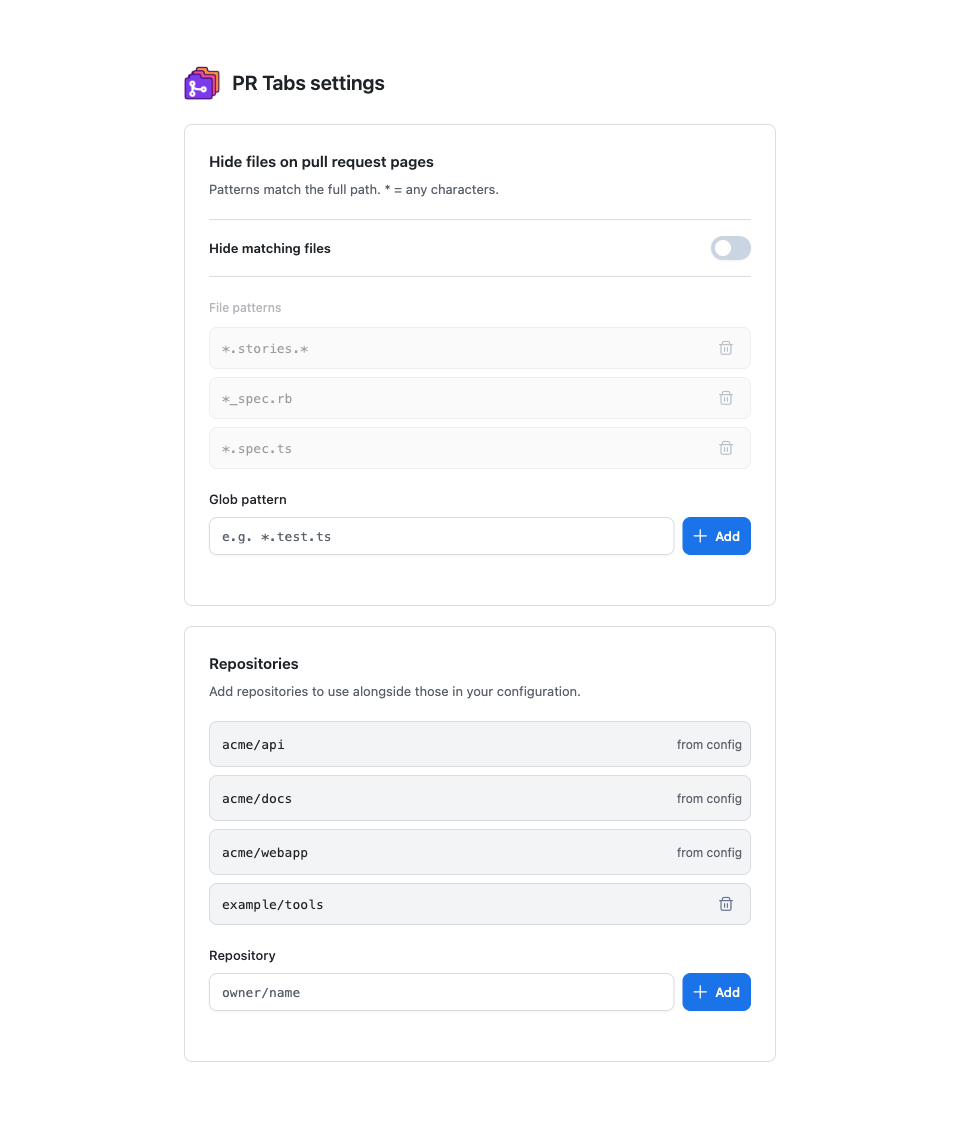 PR Tabs settings
Hide files on pull request pages
Patterns match the full path. * = any characters.
Hide matching files
File patterns
*.stories.*
*_spec.rb
*.spec.ts
Glob pattern
e.g. *.test.ts
Add
Repositories
Add repositories to use alongside those in your configuration.
acme/api from config
acme/docs from config
acme/webapp from config
example/tools
Repository
owner/name
Add